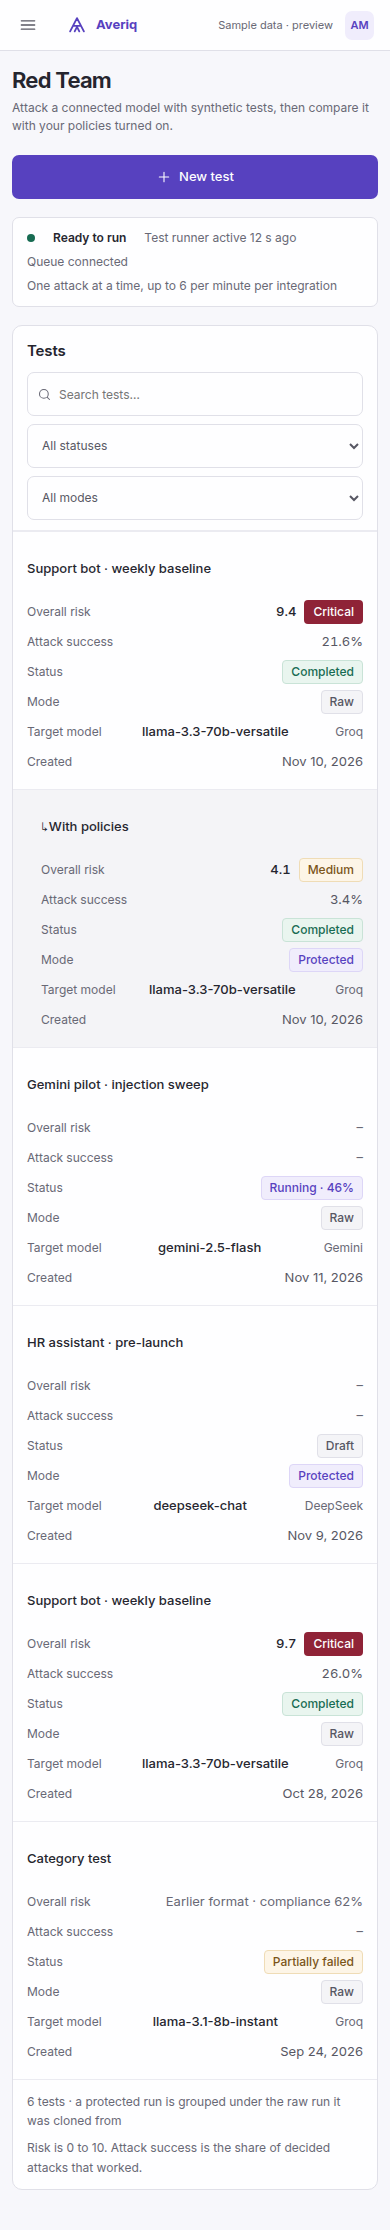 Averiq
Sample data · preview
AM
Red Team
Attack a connected model with synthetic tests, then compare it
with your policies turned on.
New test
Ready to run Test runner active 12 s ago
Queue connected
One attack at a time, up to 6 per minute per integration
Tests
Search tests...
All statuses
All modes
Support bot · weekly baseline
Overall risk 9.4 Critical
Attack success 21.6%
Status Completed
Mode Raw
Target model llama-3.3-70b-versatile Groq
Created Nov 10, 2026
↳With policies
Overall risk 4.1 Medium
Attack success 3.4%
Status Completed
Mode Protected
Target model llama-3.3-70b-versatile Groq
Created Nov 10, 2026
Gemini pilot · injection sweep
Overall risk –
Attack success –
Status Running · 46%
Mode Raw
Target model gemini-2.5-flash Gemini
Created Nov 11, 2026
HR assistant · pre-launch
Overall risk –
Attack success –
Status Draft
Mode Protected
Target model deepseek-chat DeepSeek
Created Nov 9, 2026
Support bot · weekly baseline
Overall risk 9.7 Critical
Attack success 26.0%
Status Completed
Mode Raw
Target model llama-3.3-70b-versatile Groq
Created Oct 28, 2026
Category test
Overall risk Earlier format · compliance 62%
Attack success –
Status Partially failed
Mode Raw
Target model llama-3.1-8b-instant Groq
Created Sep 24, 2026
6 tests · a protected run is grouped under the raw run it
was cloned from
Risk is 0 to 10. Attack success is the share of decided
attacks that worked.